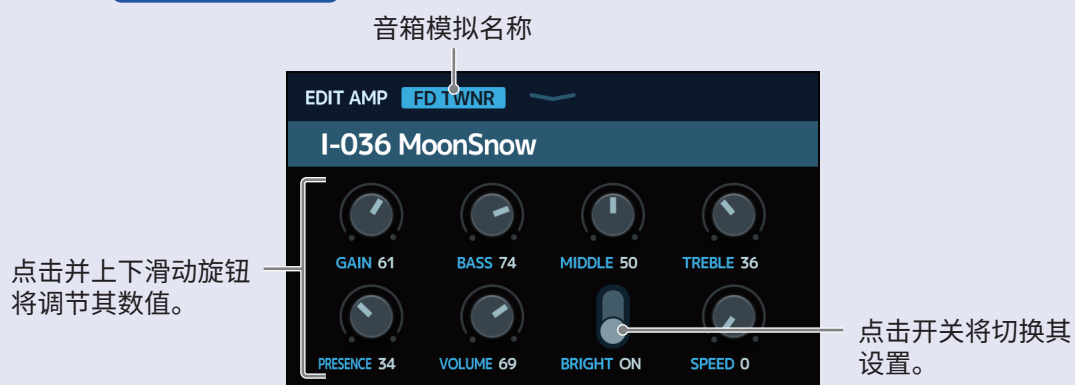 音箱模拟名称
EDIT AMP FD TWNR
I-036 MoonSnow
GAIN 61 BASS 74 MIDDLE 50 TREBLE 36
点击并上下滑动旋钮
将调节其数值。
PRESENCE 34 VOLUME 69 BRIGHT ON SPEED 0
点击开关将切换其
设置。